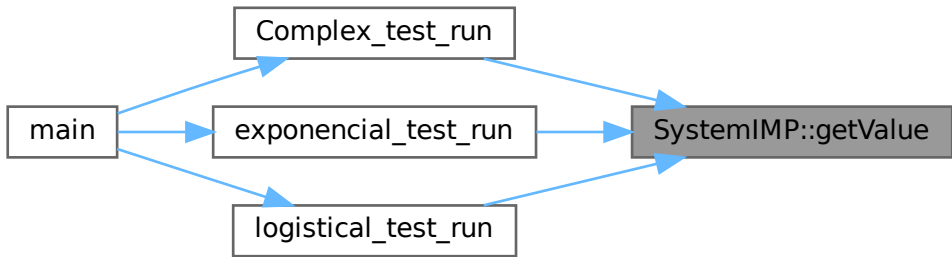 Complex_test_run
main
exponencial_test_run
SystemIMP::getValue
logistical_test_run